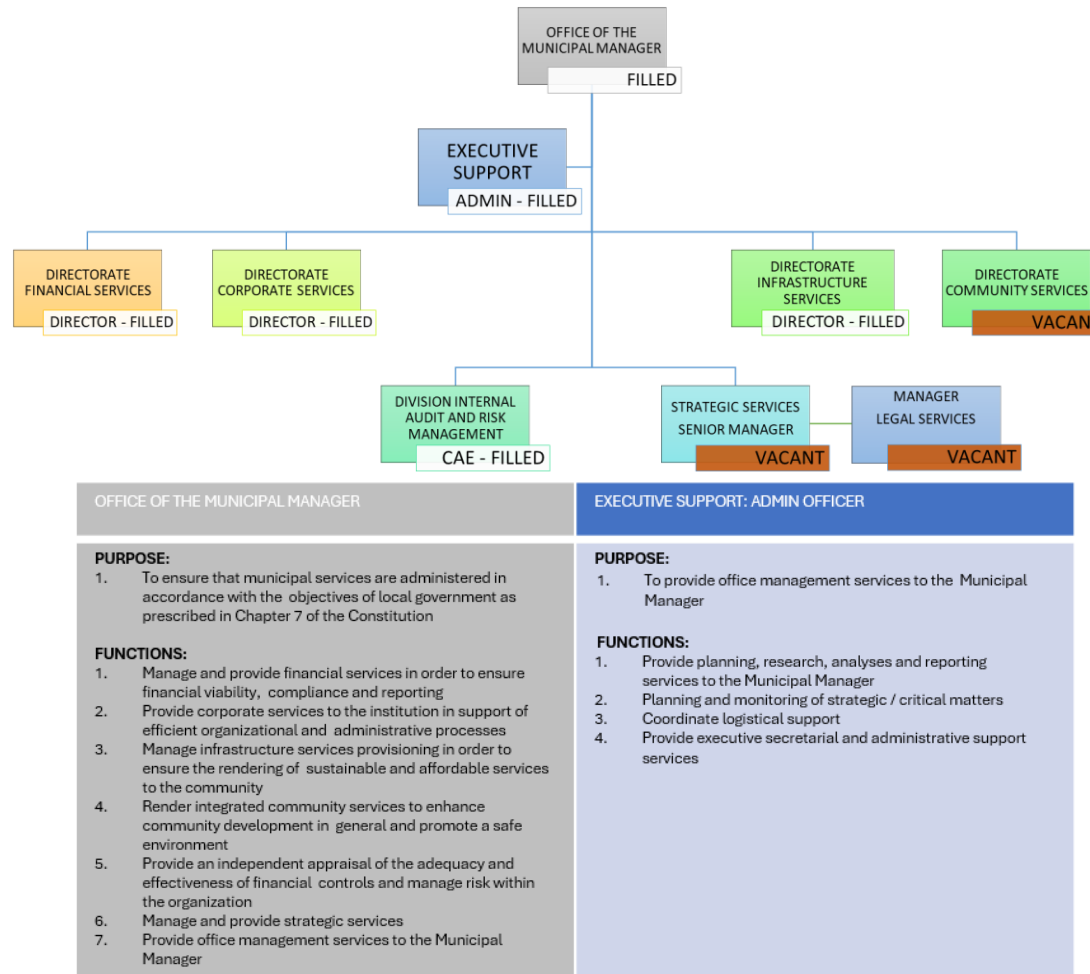 OFFICE OF THE
MUNICIPAL MANAGER
FILLED
EXECUTIVE
SUPPORT
ADMIN - FILLED
DIRECTORATE
FINANCIAL SERVICES
DIRECTOR - FILLED
DIRECTORATE
CORPORATE SERVICES
DIRECTOR - FILLED
DIRECTORATE
INFRASTRUCTURE
SERVICES
DIRECTOR - FILLED
DIRECTORATE
COMMUNITY SERVICES
VACAN
DIVISION INTERNAL
AUDIT AND RISK
MANAGEMENT
CAE - FILLED
STRATEGIC SERVICES
SENIOR MANAGER
VACANT
MANAGER
LEGAL SERVICES
VACANT
OFFICE OF THE MUNICIPAL MANAGER
PURPOSE:
1. To ensure that municipal services are administered in
accordance with the objectives of local government as
prescribed in Chapter 7 of the Constitution
FUNCTIONS:
1. Manage and provide financial services in order to ensure
financial viability, compliance and reporting
2. Provide corporate services to the institution in support of
efficient organizational and administrative processes
3. Manage infrastructure services provisioning in order to
ensure the rendering of sustainable and affordable services
to the community
4. Render integrated community services to enhance
community development in general and promote a safe
environment
5. Provide an independent appraisal of the adequacy and
effectiveness of financial controls and manage risk within
the organization
6. Manage and provide strategic services
7. Provide office management services to the Municipal
Manager
EXECUTIVE SUPPORT: ADMIN OFFICER
PURPOSE:
1. To provide office management services to the Municipal
Manager
FUNCTIONS:
1. Provide planning, research, analyses and reporting
services to the Municipal Manager
2. Planning and monitoring of strategic / critical matters
3. Coordinate logistical support
4. Provide executive secretarial and administrative support
services